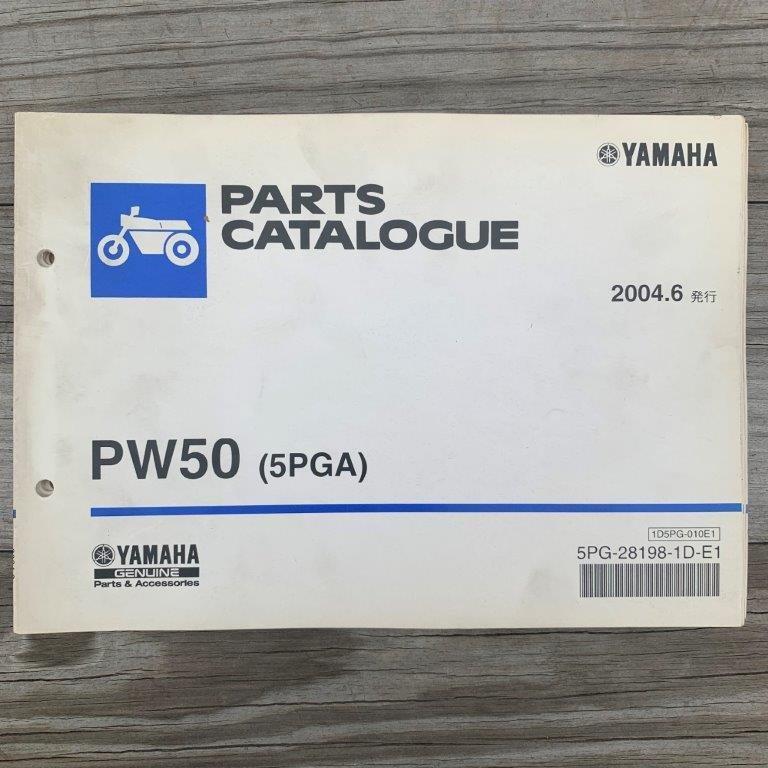 YAMAHA
PARTS
CATALOGUE
2004.6 発行
PW50 (5PGA)
1D5PG-010E1
5PG-28198-1D-E1
YAMAHA
GENUINE
Parts & Accessories